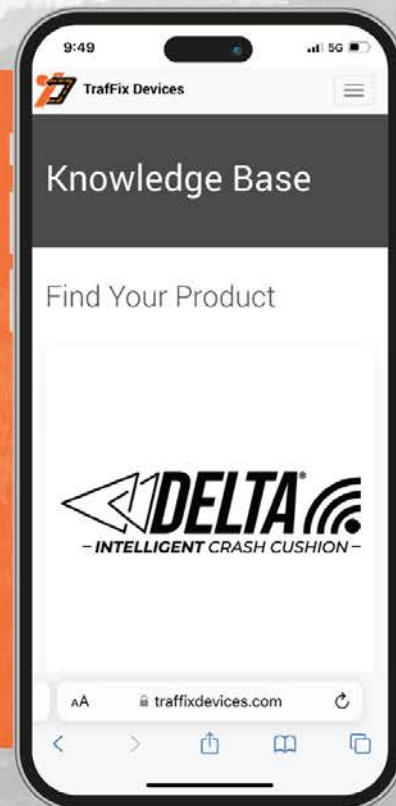 9:49
5G
TrafFix Devices
Knowledge Base
Find Your Product
DELTA®
- INTELLIGENT CRASH CUSHION -
AA traffixdevices.com